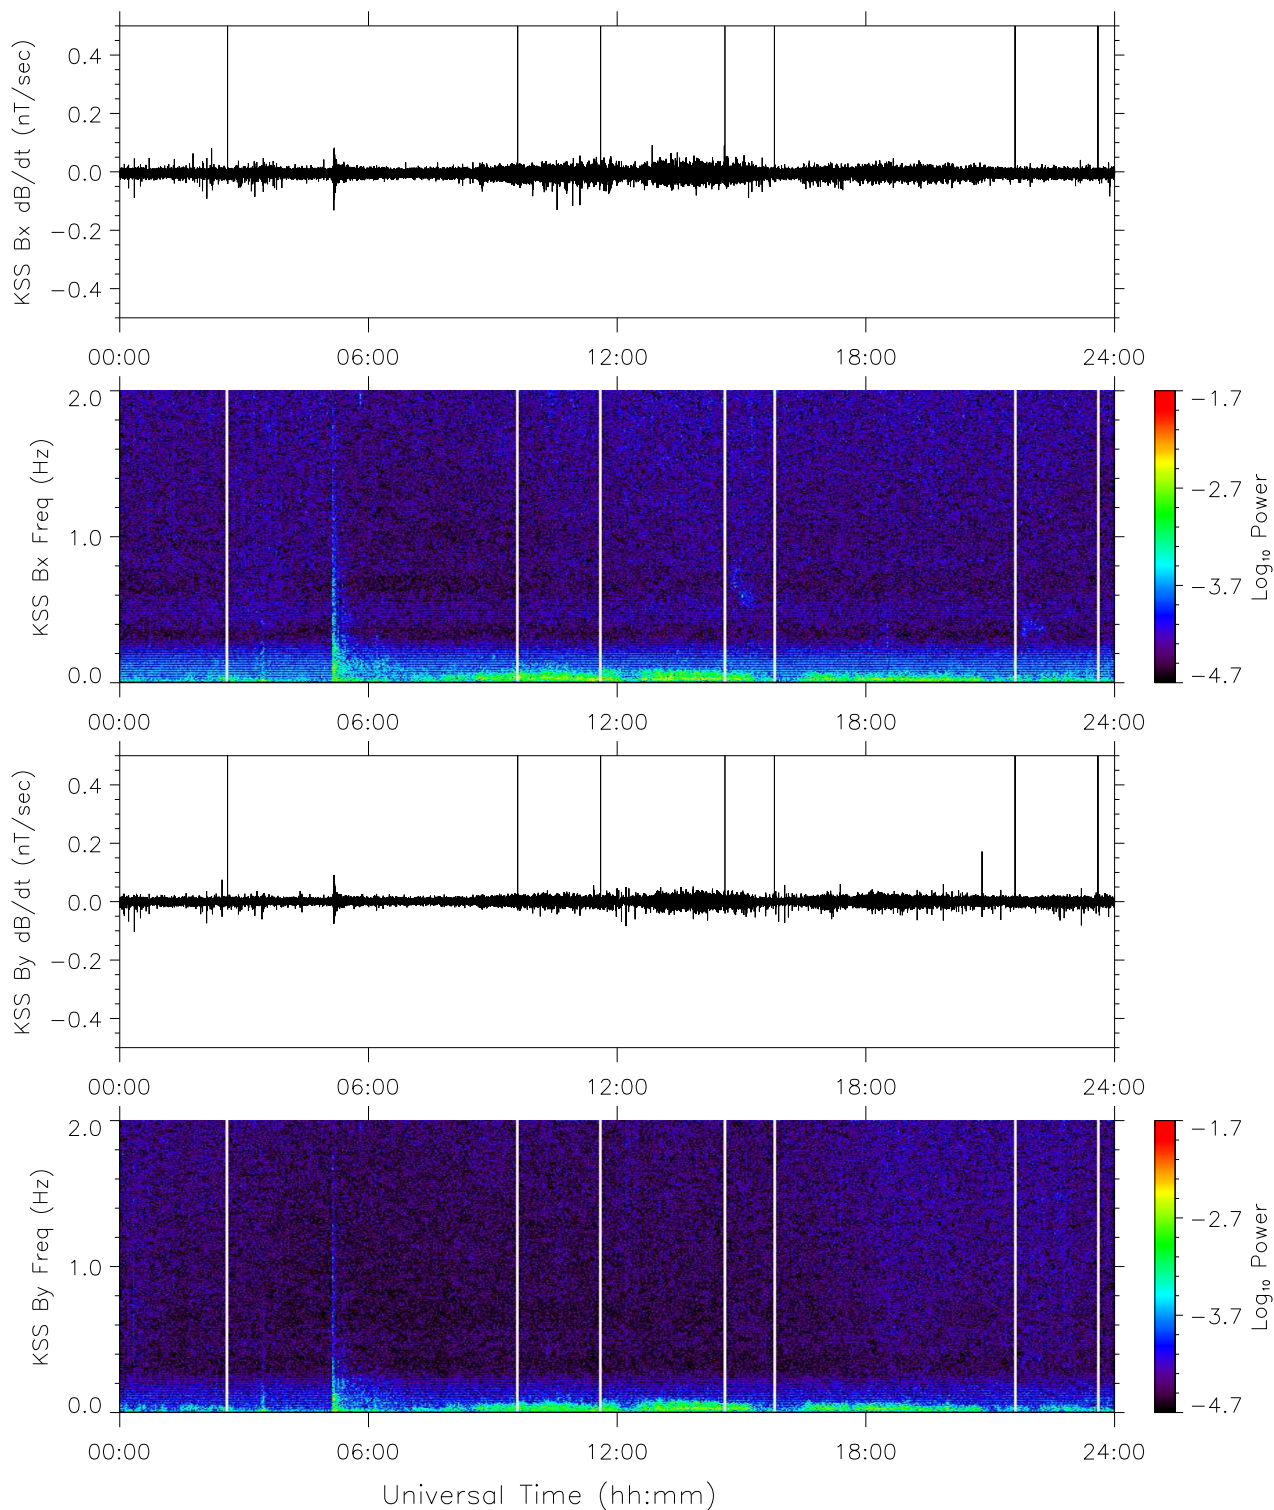 KSS Bx dB/dt (nT/sec)
0.4
0.2
0.0
−0.2
−0.4
00:00 06:00 12:00 18:00 24:00
KSS Bx Freq (Hz)
2.0
1.0
0.0
−1.7
−2.7
−3.7
−4.7
Log₁₀ Power
00:00 06:00 12:00 18:00 24:00
KSS By dB/dt (nT/sec)
0.4
0.2
0.0
−0.2
−0.4
00:00 06:00 12:00 18:00 24:00
KSS By Freq (Hz)
2.0
1.0
0.0
−1.7
−2.7
−3.7
−4.7
Log₁₀ Power
00:00 06:00 12:00 18:00 24:00
Universal Time (hh:mm)